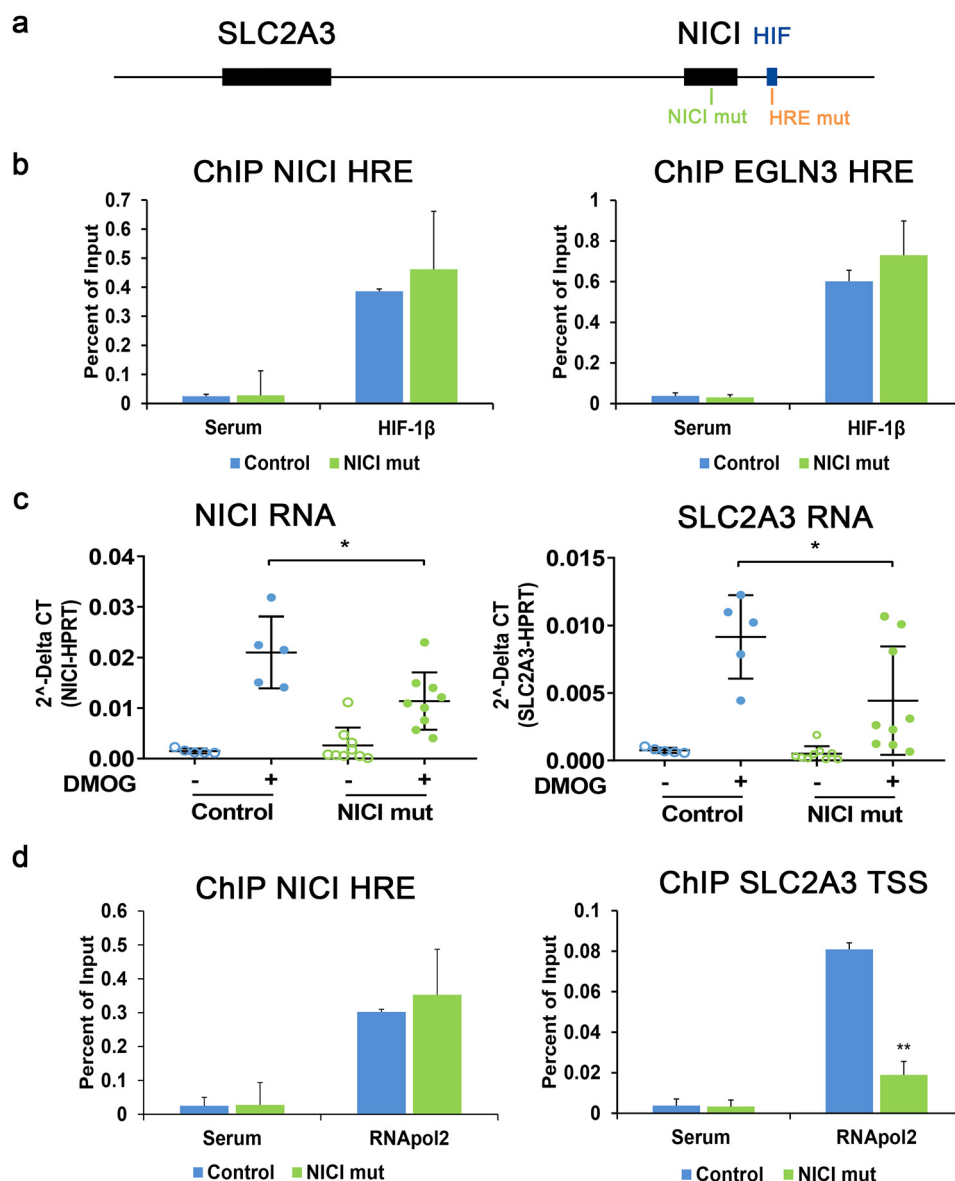 a
SLC2A3 NICI HIF
NICI mut HRE mut
b
ChIP NICI HRE
Percent of Input
0.7
0.6
0.5
0.4
0.3
0.2
0.1
0
Serum HIF-1β
Control NICI mut
ChIP EGLN3 HRE
Percent of Input
1
0.8
0.6
0.4
0.2
0
Serum HIF-1β
Control NICI mut
c
NICI RNA
2^-Delta CT
(NICI-HPRT)
0.04
0.03
0.02
0.01
0.00
*
DMOG - + - +
Control NICI mut
SLC2A3 RNA
2^-Delta CT
(SLC2A3-HPRT)
0.015
0.010
0.005
0.000
*
DMOG - + - +
Control NICI mut
d
ChIP NICI HRE
Percent of Input
0.6
0.5
0.4
0.3
0.2
0.1
0
Serum RNApol2
Control NICI mut
ChIP SLC2A3 TSS
Percent of Input
0.1
0.08
0.06
0.04
0.02
0
**
Serum RNApol2
Control NICI mut